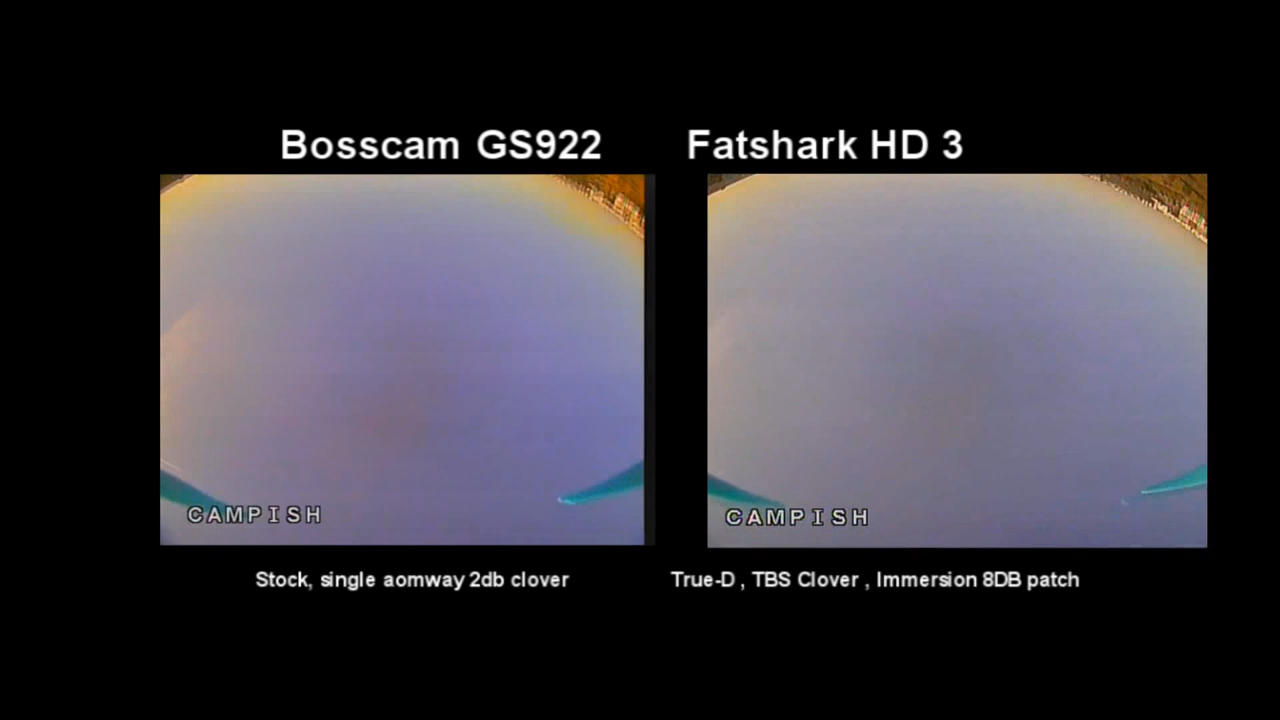 Bosscam GS922
Fatshark HD 3
CAMPISH
CAMPISH
Stock, single aomway 2db clover
True-D , TBS Clover , Immersion 8DB patch